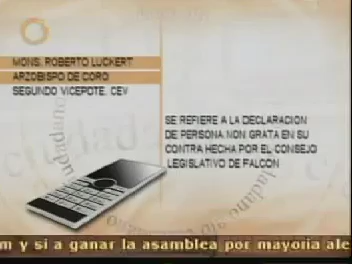 MONS. ROBERTO LUCKERT
ARZOBISPO DE CORO
SEGUNDO VICEPOTE. CEV
SE REFIERE A LA DECLARACION
DE PERSONA NON GRATA EN SU
CONTRA HECHA POR EL CONSEJO
LEGISLATIVO DE FALCON
m y si a ganar la asamblea por mayoria ale